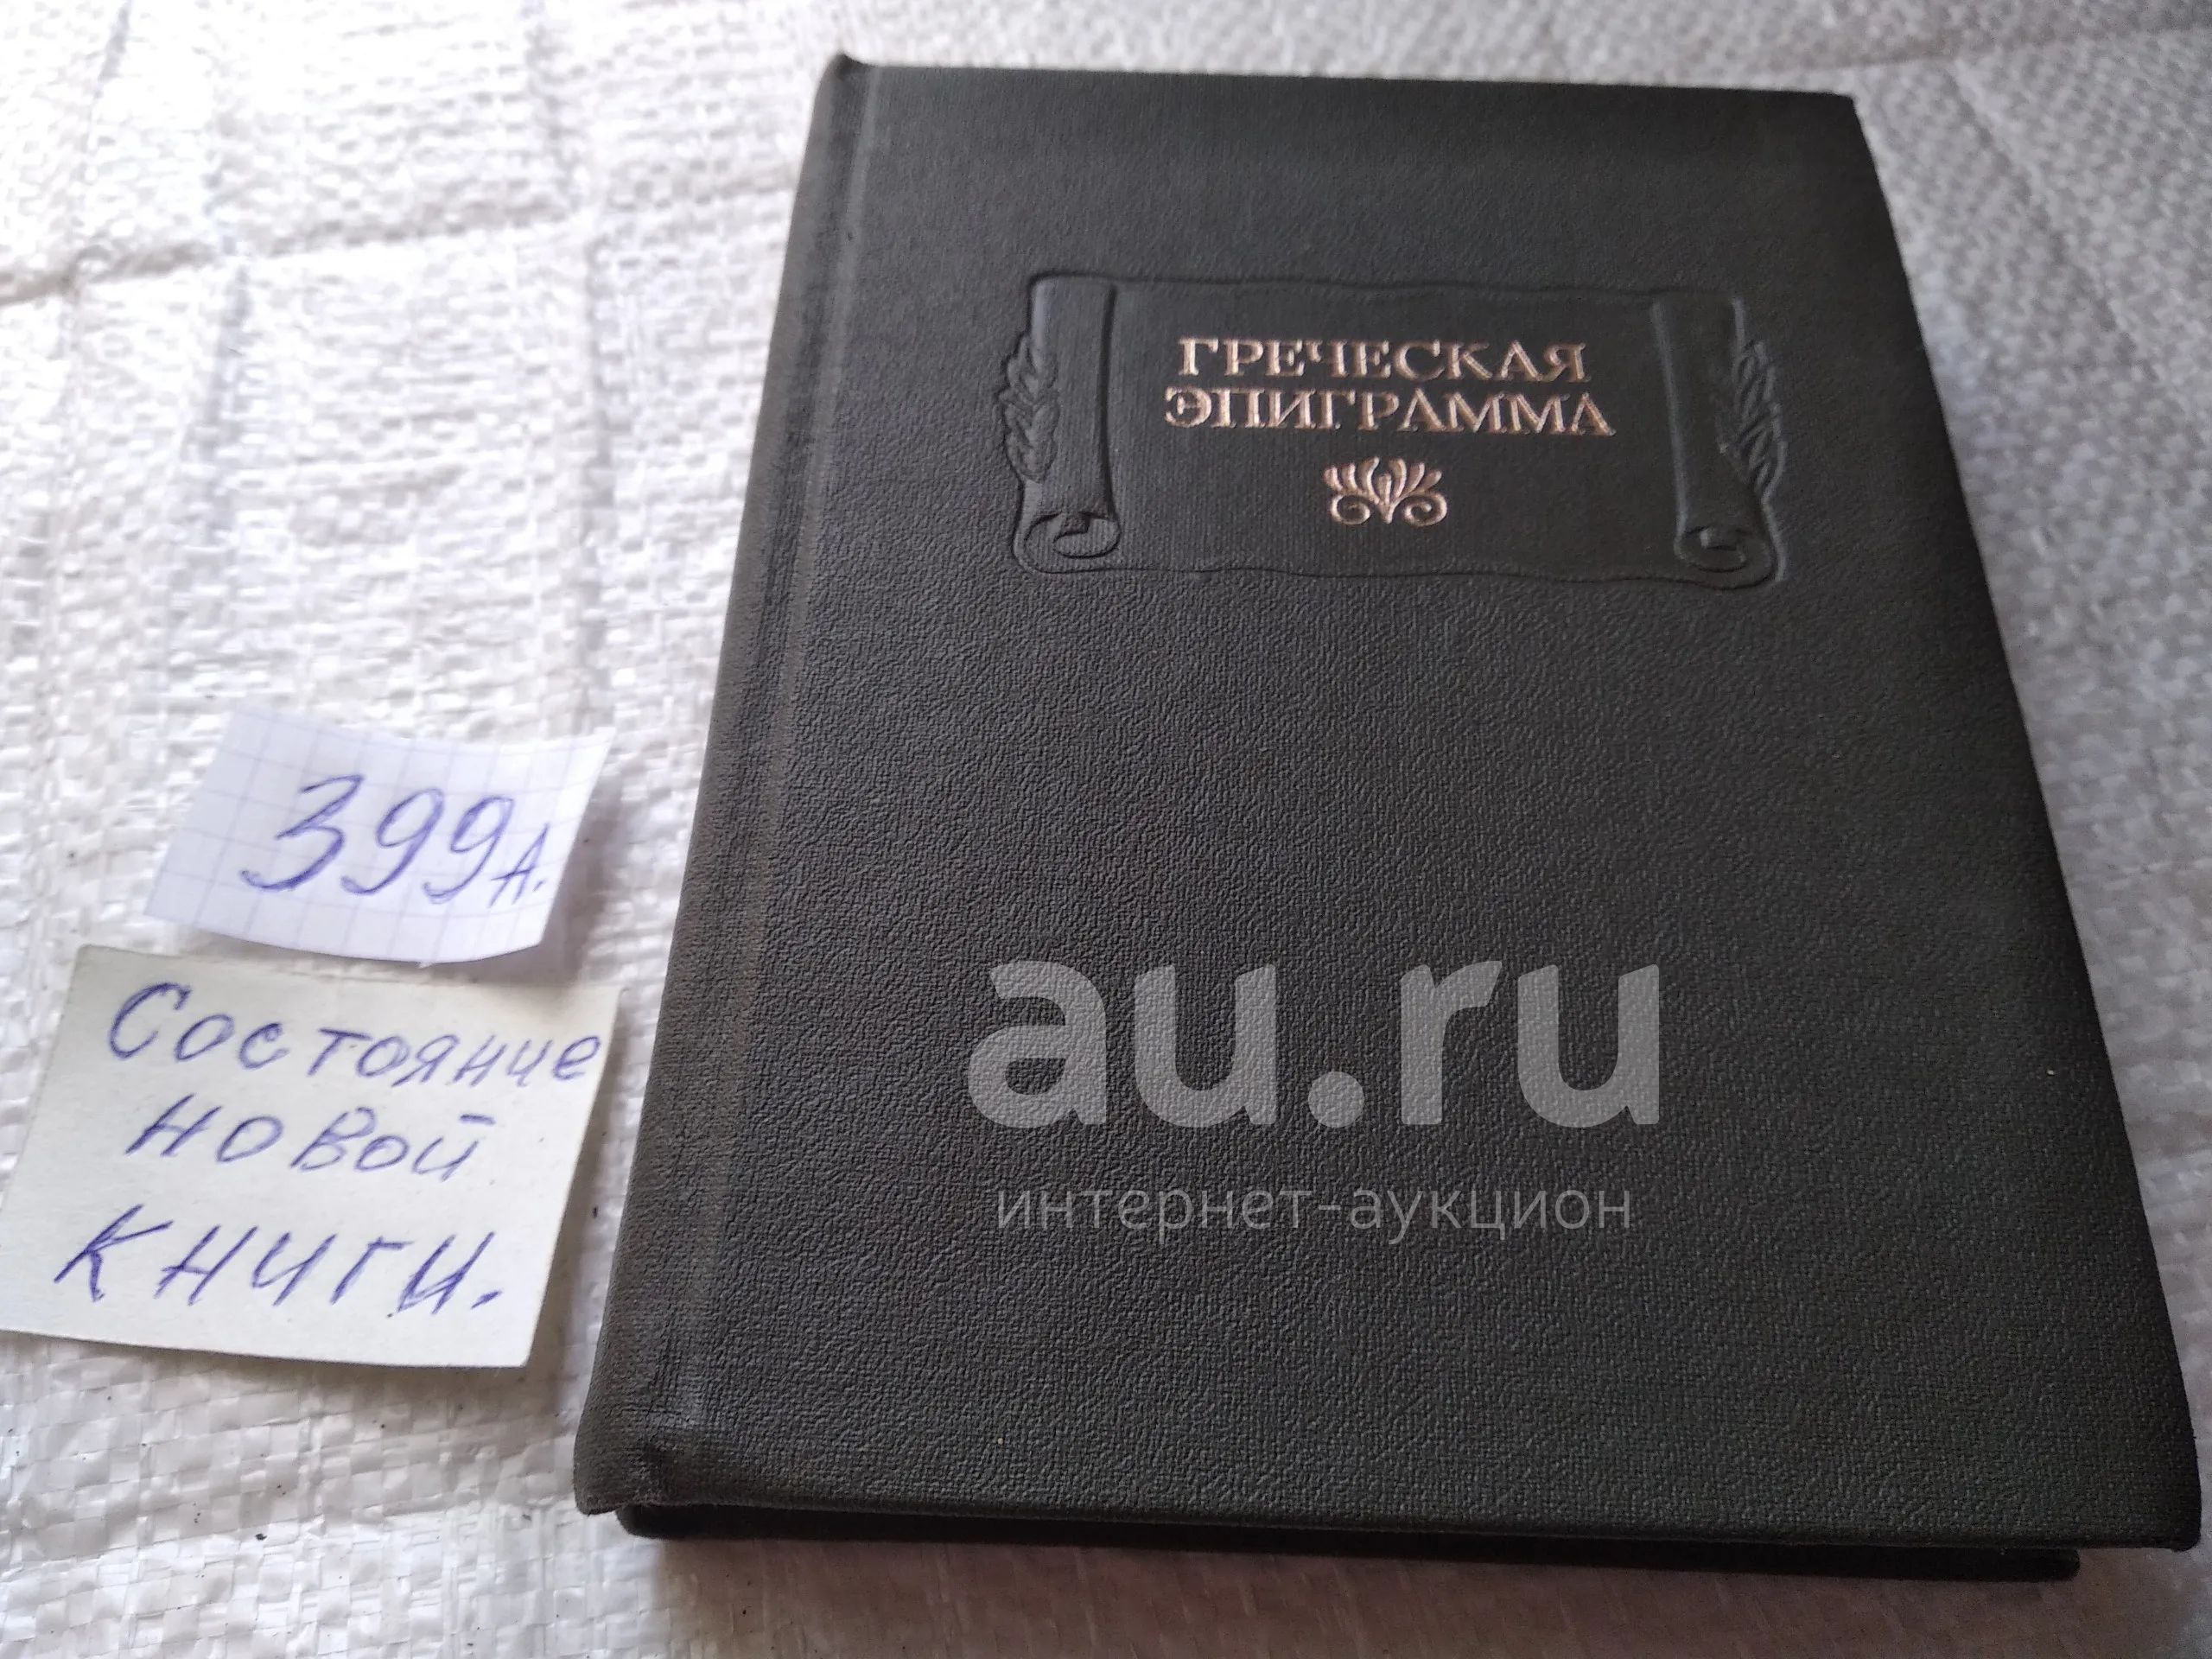 ГРЕЧЕСКАЯ
ЭПИГРАММА
399А.
Состояние
новой
книги.
au.ru
интернет-аукцион